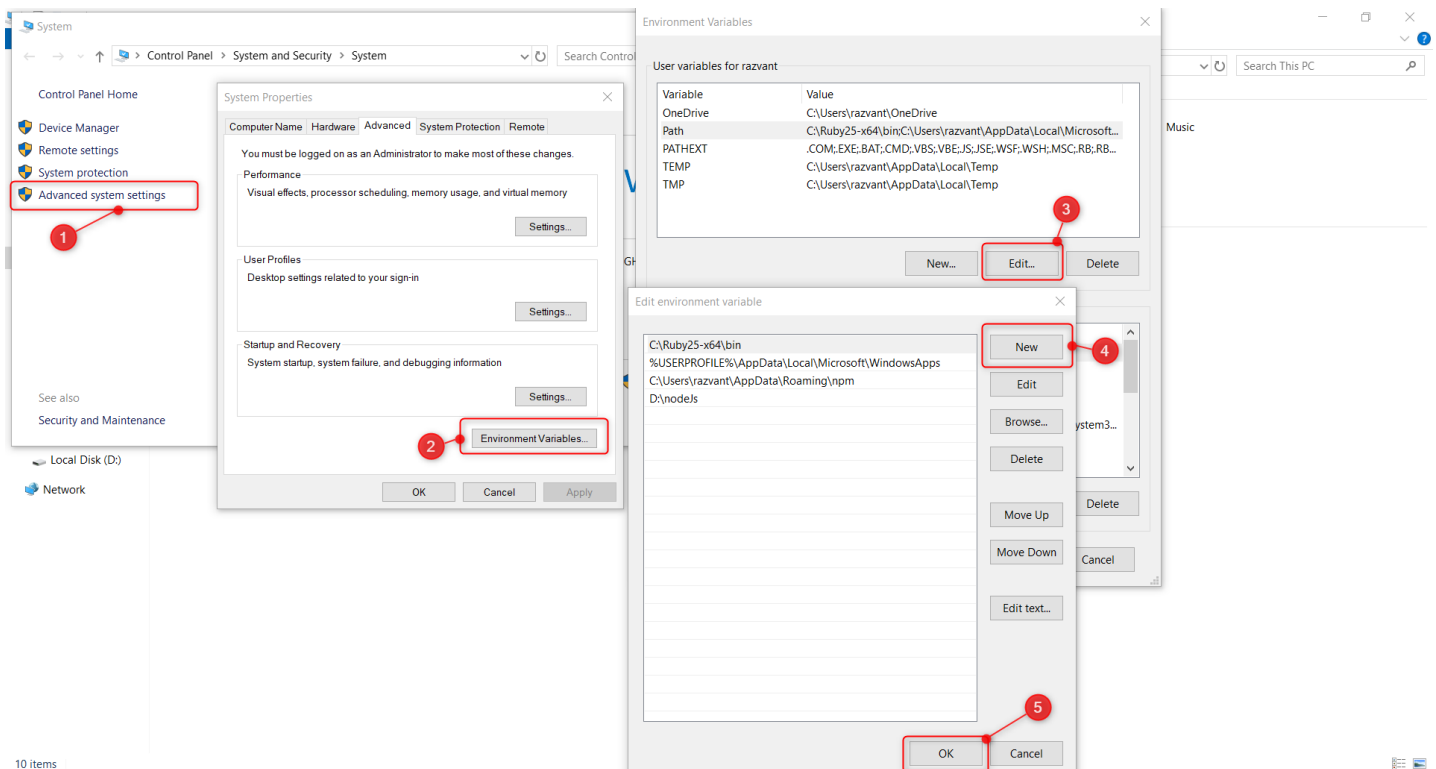 System
Control Panel > System and Security > System
Search Control
Control Panel Home
Device Manager
Remote settings
System protection
Advanced system settings
1
See also
Security and Maintenance
Local Disk (D:)
Network
10 items
System Properties
Computer Name Hardware Advanced System Protection Remote
You must be logged on as an Administrator to make most of these changes.
Performance
Visual effects, processor scheduling, memory usage, and virtual memory
Settings...
User Profiles
Desktop settings related to your sign-in
Settings...
Startup and Recovery
System startup, system failure, and debugging information
Settings...
2
Environment Variables...
OK Cancel Apply
Environment Variables
User variables for razvant
Variable Value
OneDrive C:\Users\razvant\OneDrive
Path C:\Ruby25-x64\bin;C:\Users\razvant\AppData\Local\Microsoft...
PATHEXT .COM;.EXE;.BAT;.CMD;.VBS;.VBE;.JS;.JSE;.WSF;.WSH;.MSC;.RB;.RB...
TEMP C:\Users\razvant\AppData\Local\Temp
TMP C:\Users\razvant\AppData\Local\Temp
3
New... Edit... Delete
Edit environment variable
C:\Ruby25-x64\bin
%USERPROFILE%\AppData\Local\Microsoft\WindowsApps
C:\Users\razvant\AppData\Roaming\npm
D:\nodeJs
New
4
Edit
Browse...
Delete
Move Up
Move Down
Edit text...
5
OK Cancel
ystem3...
Delete
Cancel
Search This PC
Music